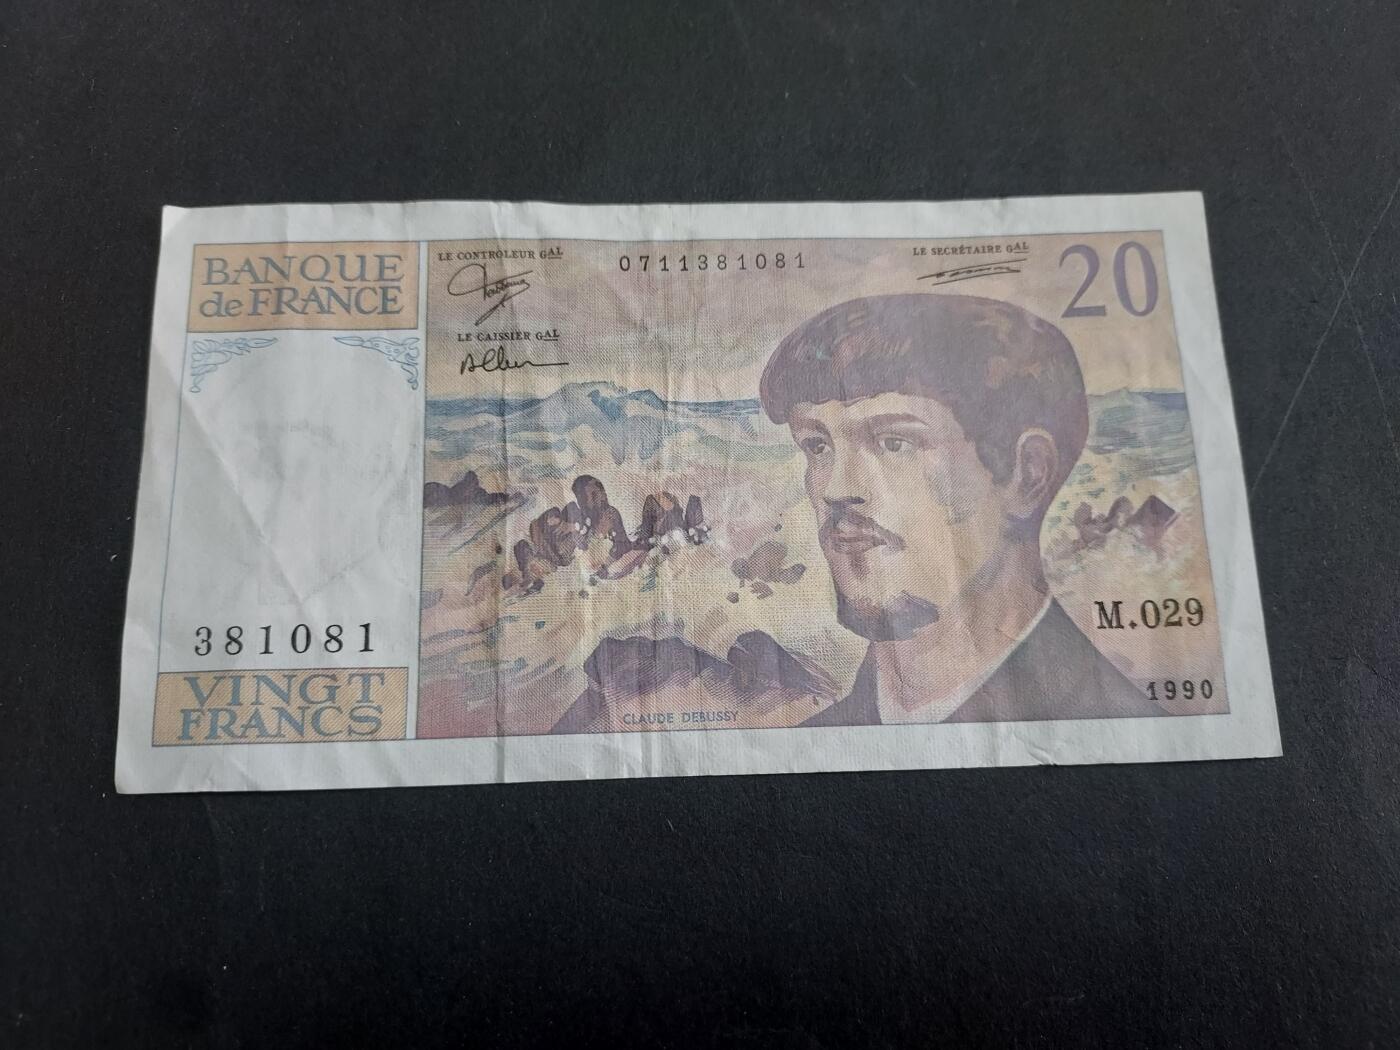 BANQUE
de FRANCE
LE CONTRÔLEUR GAL
0711381081
LE SECRÉTAIRE GAL
20
LE CAISSIER GAL
381081
VINGT
FRANCS
CLAUDE DEBUSSY
M.029
1990